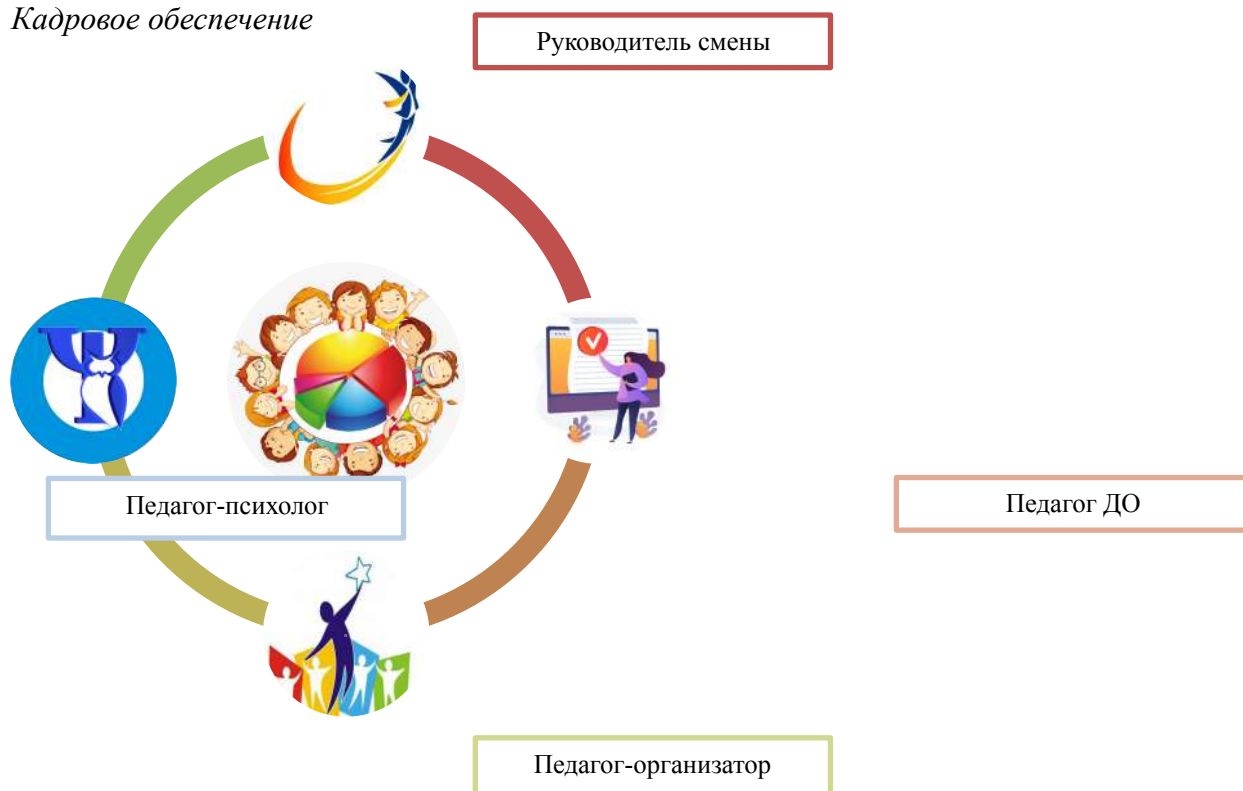 Кадровое обеспечение
Руководитель смены
Педагог-психолог
Педагог ДО
Педагог-организатор